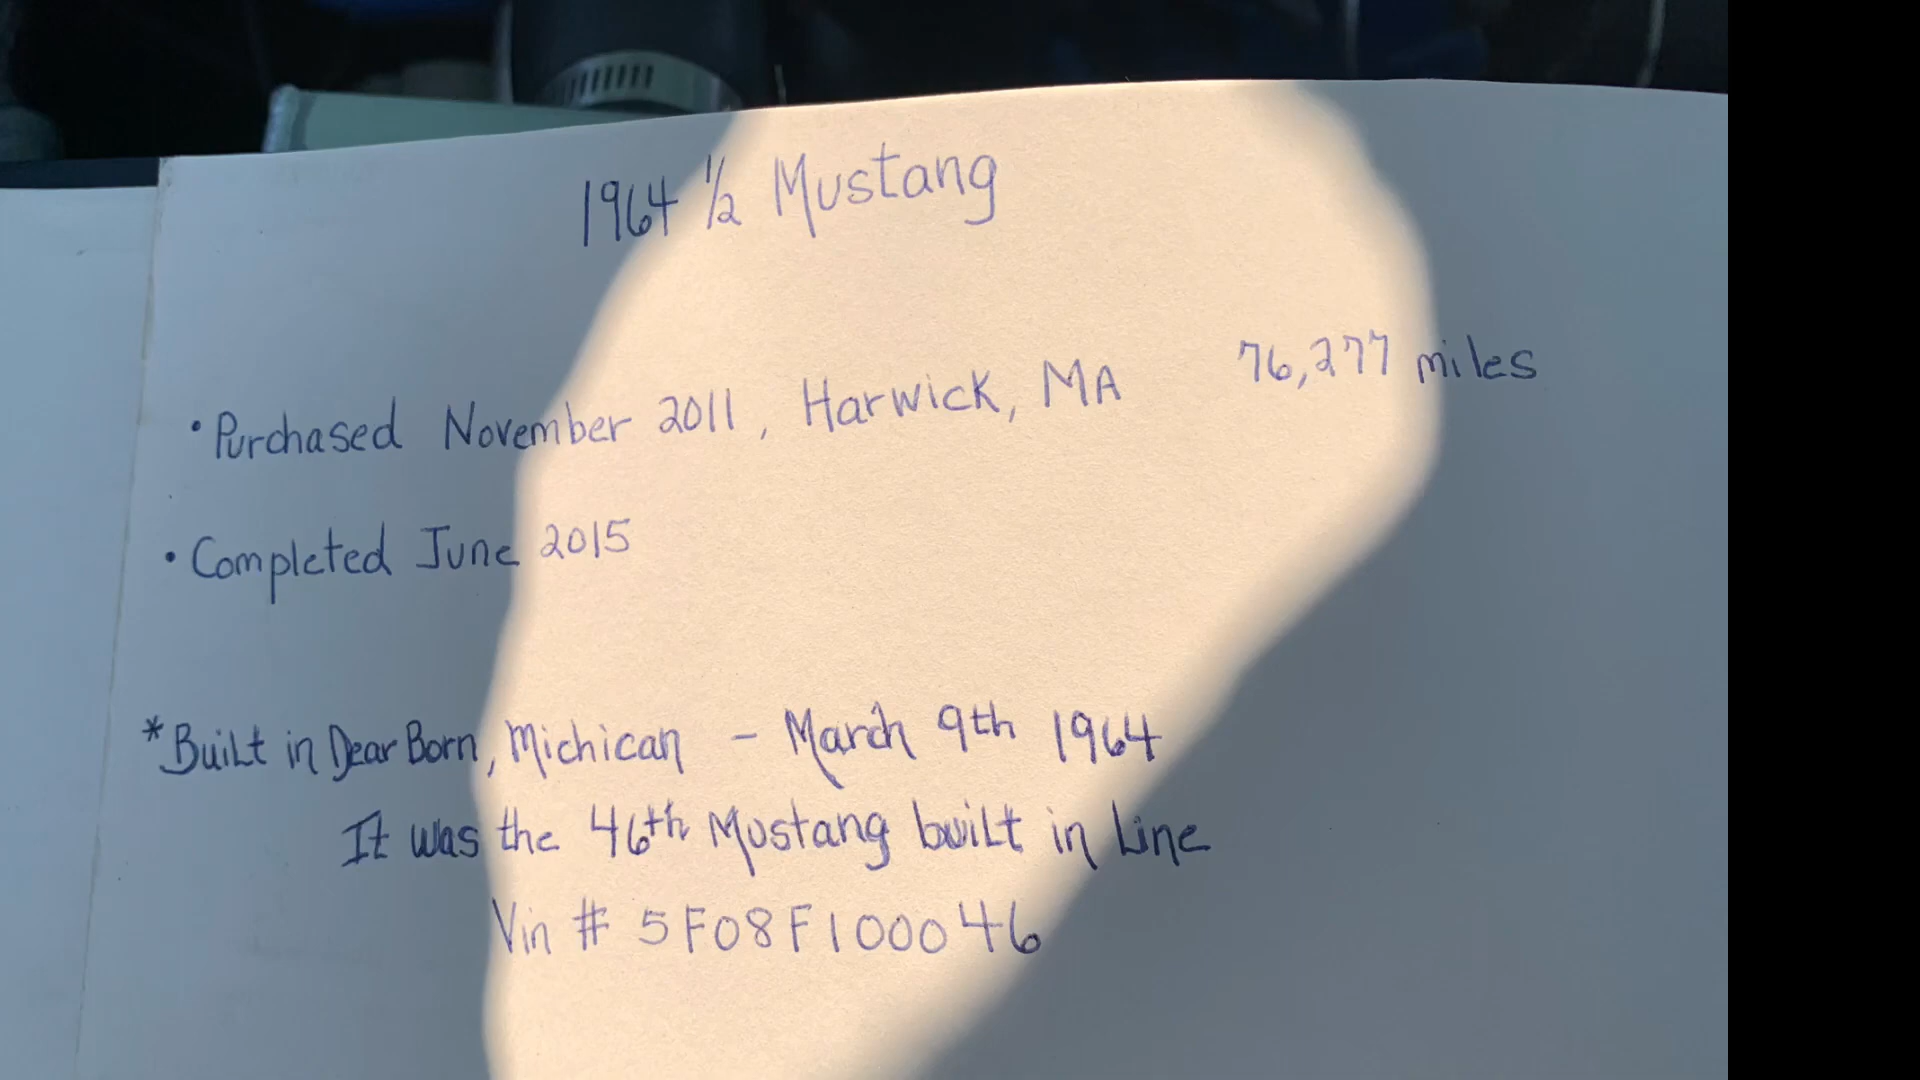 1964 1/2 Mustang
• Purchased November 2011, Harwick, MA 76,277 miles
• Completed June 2015
* Built in Dear Born, Michican - March 9th 1964
It was the 46th Mustang built in Line
Vin # 5F08F100046